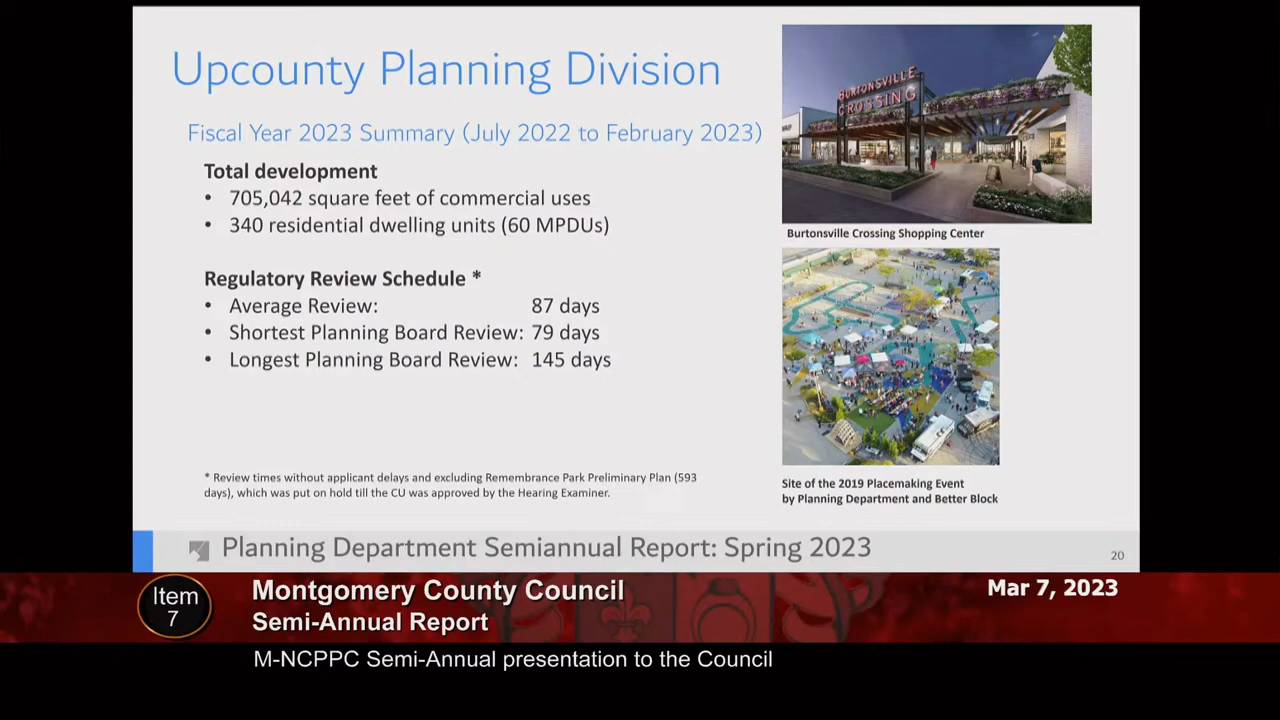 Upcounty Planning Division
Fiscal Year 2023 Summary (July 2022 to February 2023)
Total development
• 705,042 square feet of commercial uses
• 340 residential dwelling units (60 MPDUs)
Regulatory Review Schedule *
• Average Review: 87 days
• Shortest Planning Board Review: 79 days
• Longest Planning Board Review: 145 days
* Review times without applicant delays and excluding Remembrance Park Preliminary Plan (593
days), which was put on hold till the CU was approved by the Hearing Examiner.
BURTONSVILLE
CROSSING
Burtonsville Crossing Shopping Center
Site of the 2019 Placemaking Event
by Planning Department and Better Block
Planning Department Semiannual Report: Spring 2023
20
Item
7
Montgomery County Council
Semi-Annual Report
Mar 7, 2023
M-NCPPC Semi-Annual presentation to the Council